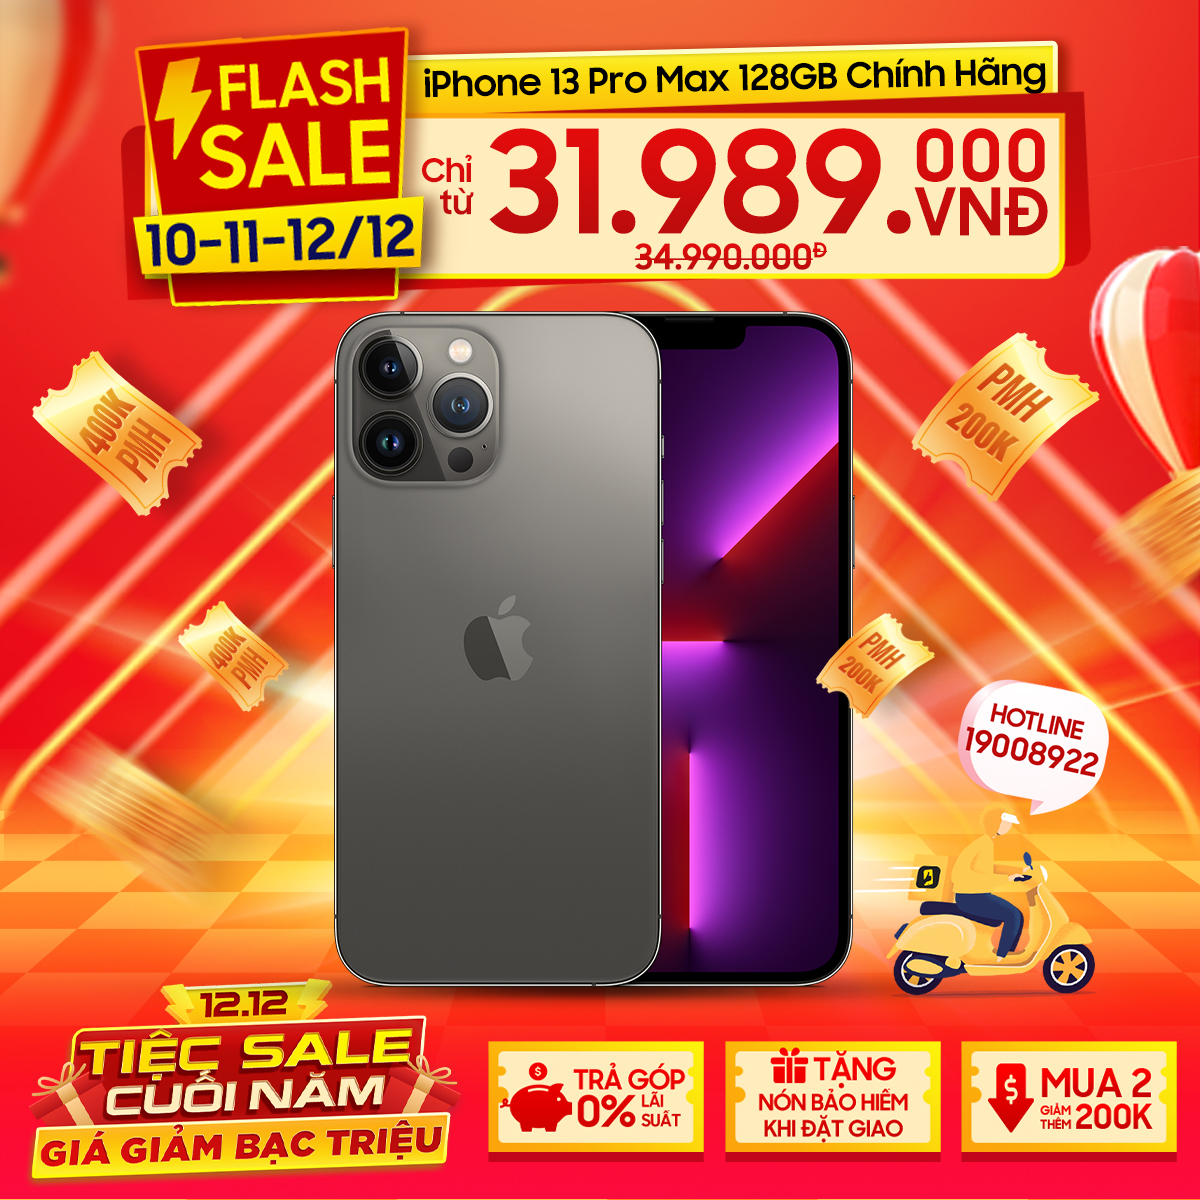 FLASH
SALE
10-11-12/12
iPhone 13 Pro Max 128GB Chính Hãng
Chỉ
từ
31.989.000
VNĐ
34.990.000Đ
400K
PMH
PMH
200K
400K
PMH
PMH
200K
HOTLINE
19008922
12.12
TIỆC SALE
CUỐI NĂM
GIÁ GIẢM BẠC TRIỆU
TRẢ GÓP
0% LÃI
SUẤT
TẶNG
NÓN BẢO HIỂM
KHI ĐẶT GIAO
MUA 2
GIẢM
THÊM 200K